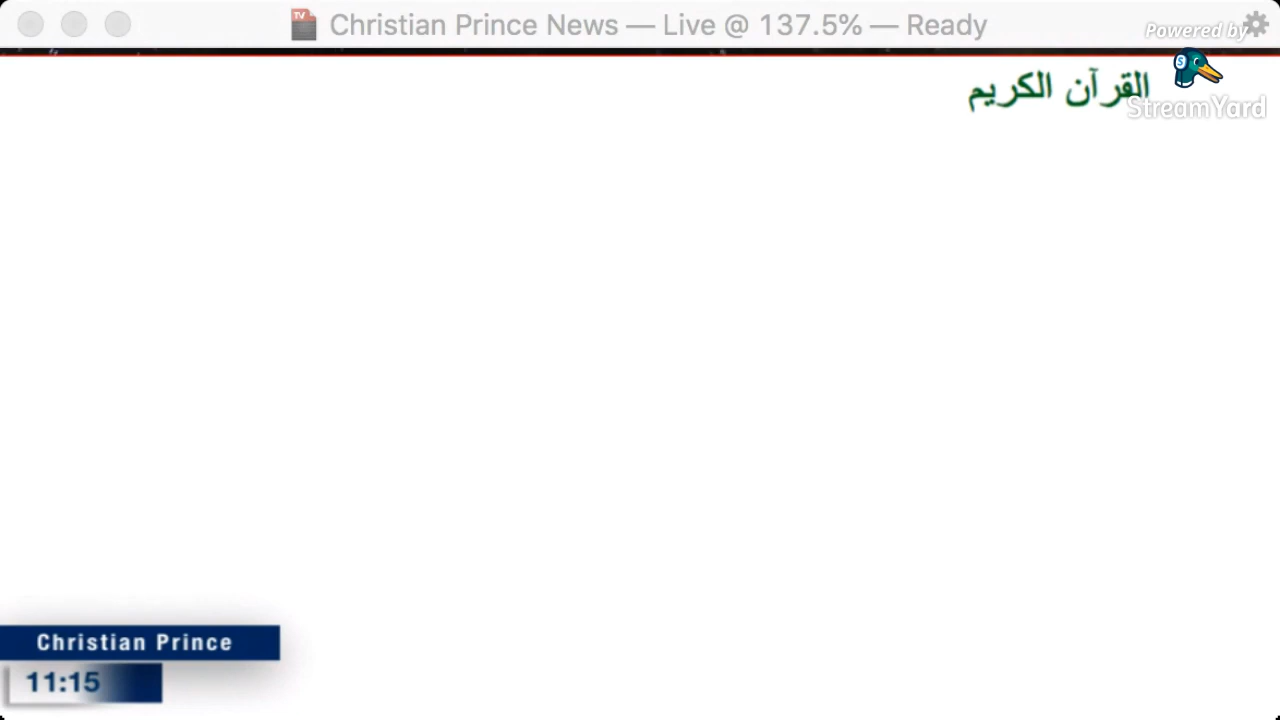 Christian Prince News — Live @ 137.5% — Ready
Powered by
StreamYard
القرآن الكريم
Christian Prince
11:15